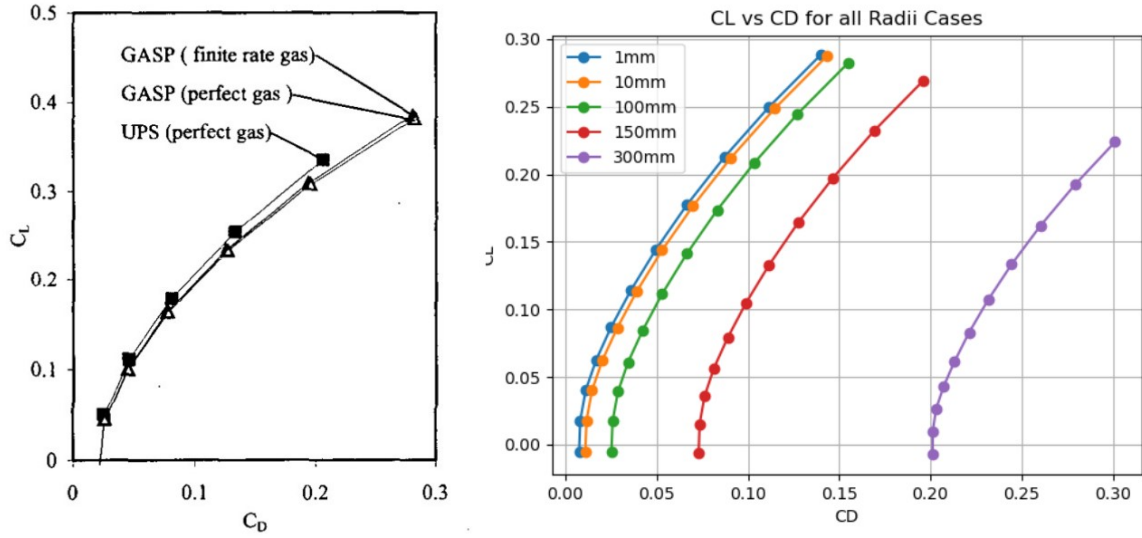 0.5
GASP ( finite rate gas)
GASP (perfect gas )
UPS (perfect gas)
0.4
0.3
0.2
0.1
0
C_L
0 0.1 0.2 0.3
C_D
CL vs CD for all Radii Cases
1mm
10mm
100mm
150mm
300mm
0.30
0.25
0.20
0.15
0.10
0.05
0.00
CL
0.00 0.05 0.10 0.15 0.20 0.25 0.30
CD